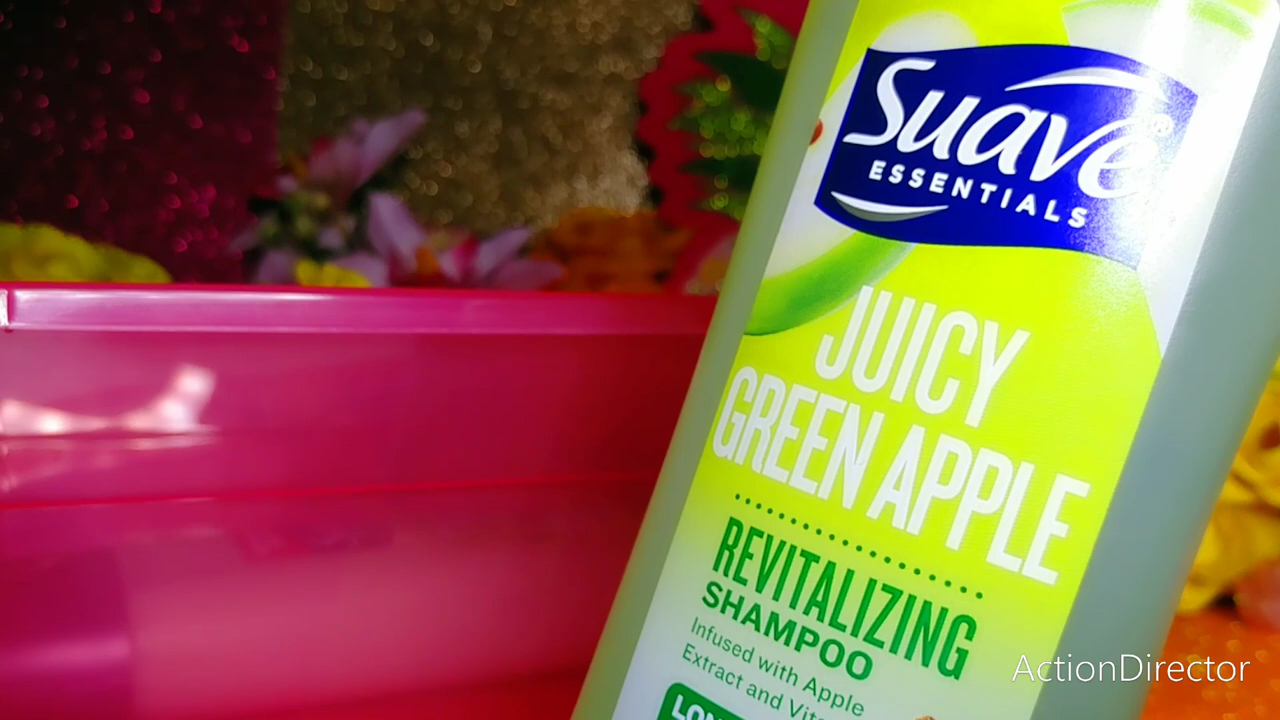 Suave
ESSENTIALS
JUICY
GREEN APPLE
REVITALIZING
SHAMPOO
Infused with Apple
Extract and
ActionDirector